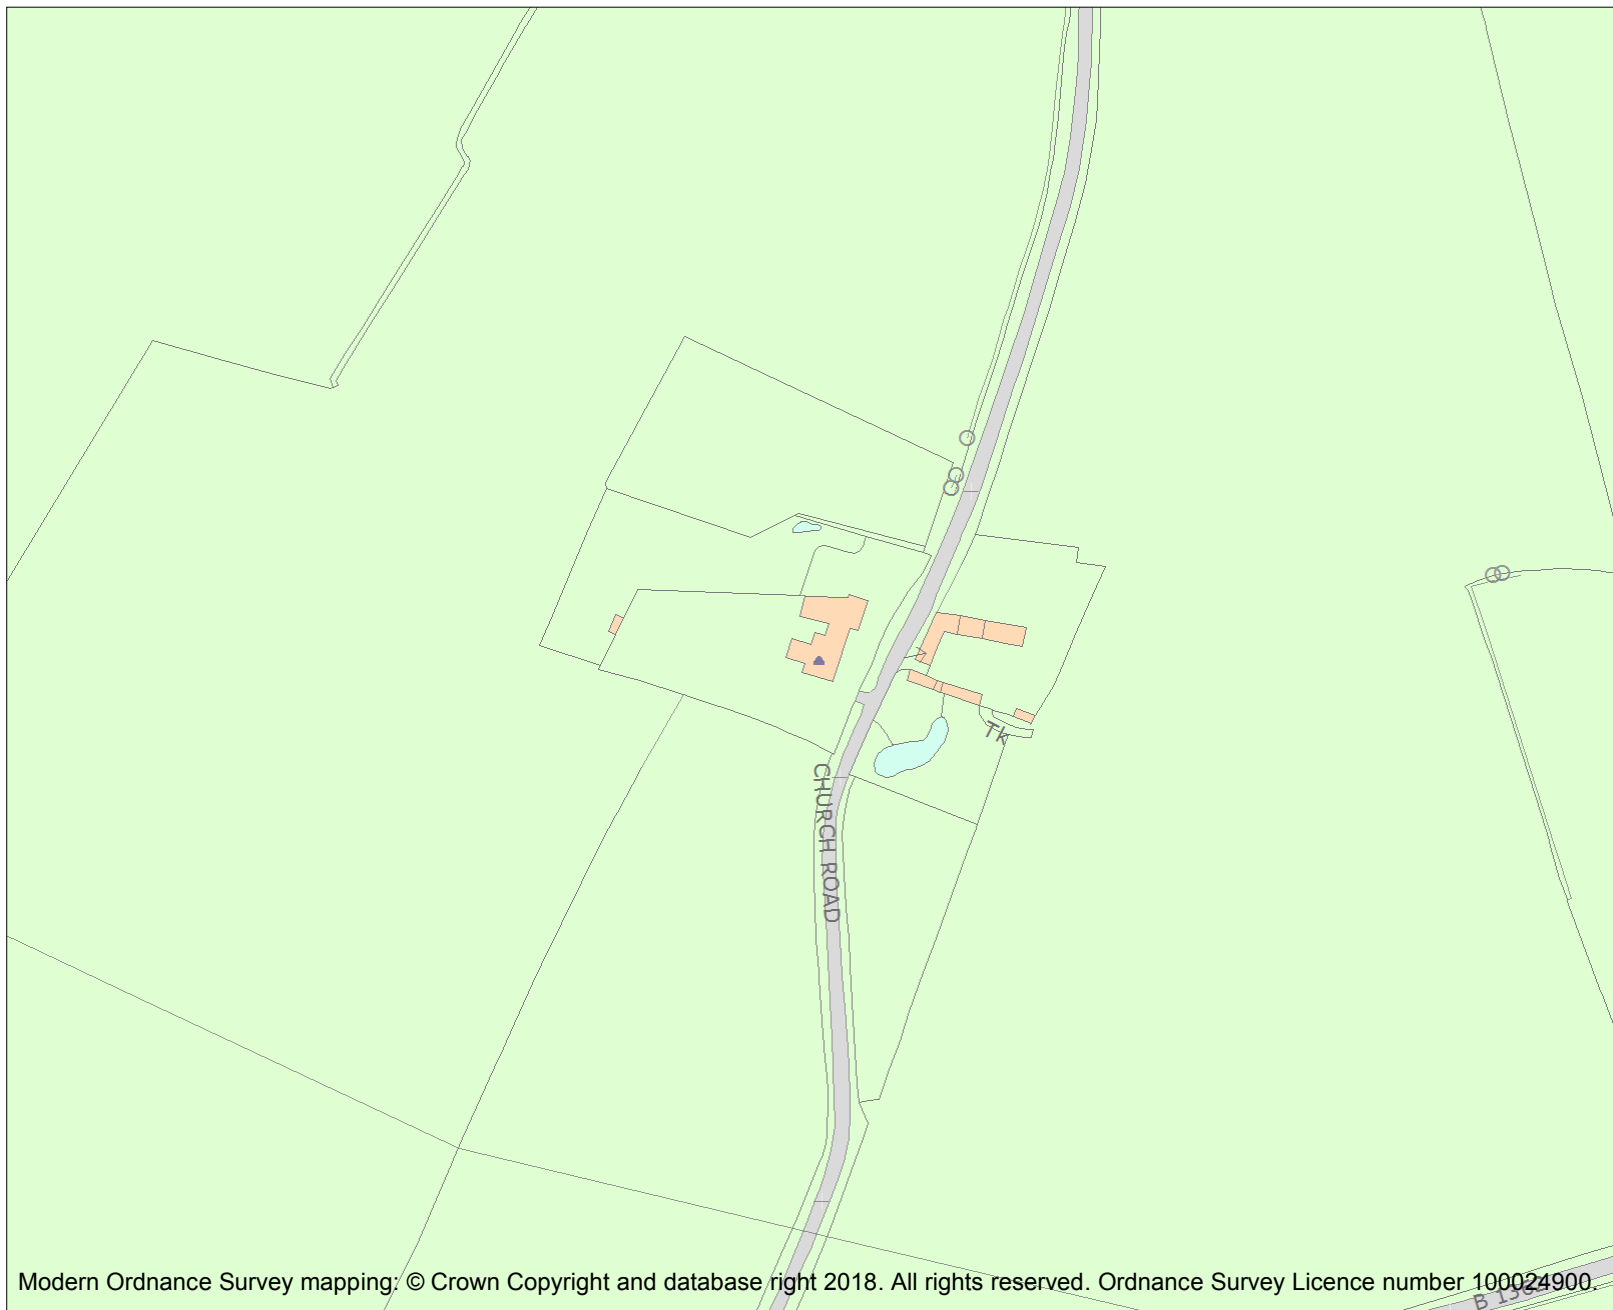 Tk
CHURCH ROAD
Modern Ordnance Survey mapping: © Crown Copyright and database right 2018. All rights reserved. Ordnance Survey Licence number 100024900.